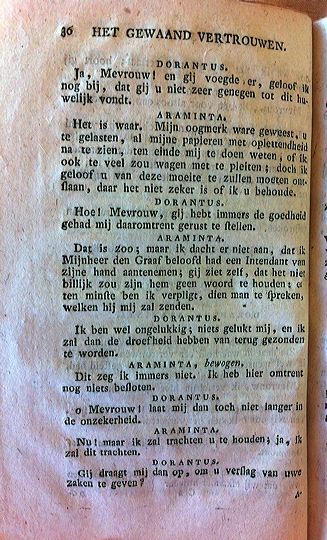 86 HET GEWAAND VERTROUWEN.
DORANTUS.
Ja, Mevrouw! en gij voegde er, geloof ik
nog bij, dat gij u niet zeer genegen tot dit hu-
welijk vondt.
ARAMINTA.
Het is waar. Mijn oogmerk ware geweest, u
te gelasten, al mijne papieren met oplettendheid
na te zien, ten einde mij te doen weten, of ik
ook te veel zou wagen met te pleiten; doch ik
geloof u van deze moeite te zullen moeten ont-
slaan, daar het niet zeker is of ik u behoude.
DORANTUS.
Hoe! Mevrouw, gij hebt immers de goedheid
gehad mij daaromtrent gerust te stellen.
ARAMINTA.
Dat is zoo; maar ik dacht er niet aan, dat ik
Mijnheer den Graaf beloofd had een Intendant van
zijne hand aantenemen; gij ziet zelf, dat het niet
billijk zou zijn hem geen woord te houden; en
ten minste ben ik verpligt, dien man te spreken,
welken hij mij zal zenden.
DORANTUS.
Ik ben wel ongelukkig; niets gelukt mij, en ik
zal dan de droefheid hebben van terug gezonden
te worden.
ARAMINTA, bewogen.
Dit zeg ik immers niet. Ik heb hier omtrent
nog niets besloten.
DORANTUS.
o Mevrouw! laat mij dan toch niet langer in
de onzekerheid.
ARAMINTA.
Nu! maar ik zal trachten u te houden; ja, ik
zal dit trachten.
DORANTUS.
Gij draagt mij dan op, om u verslag van uwe
zaken te geven?